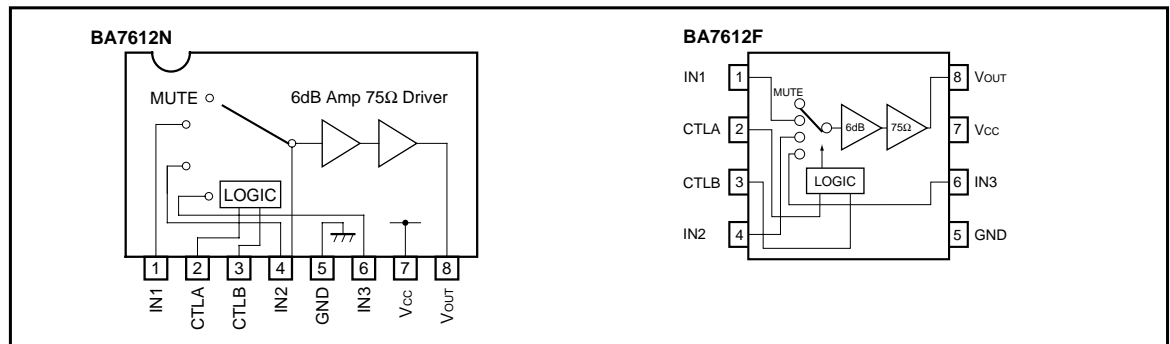 BA7612N
MUTE
6dB Amp 75Ω Driver
LOGIC
1
2
3
4
5
6
7
8
IN1
CTLA
CTLB
IN2
GND
IN3
Vcc
VOUT
BA7612F
IN1
1
CTLA
2
CTLB
3
IN2
4
MUTE
6dB
75Ω
LOGIC
8
VOUT
7
Vcc
6
IN3
5
GND